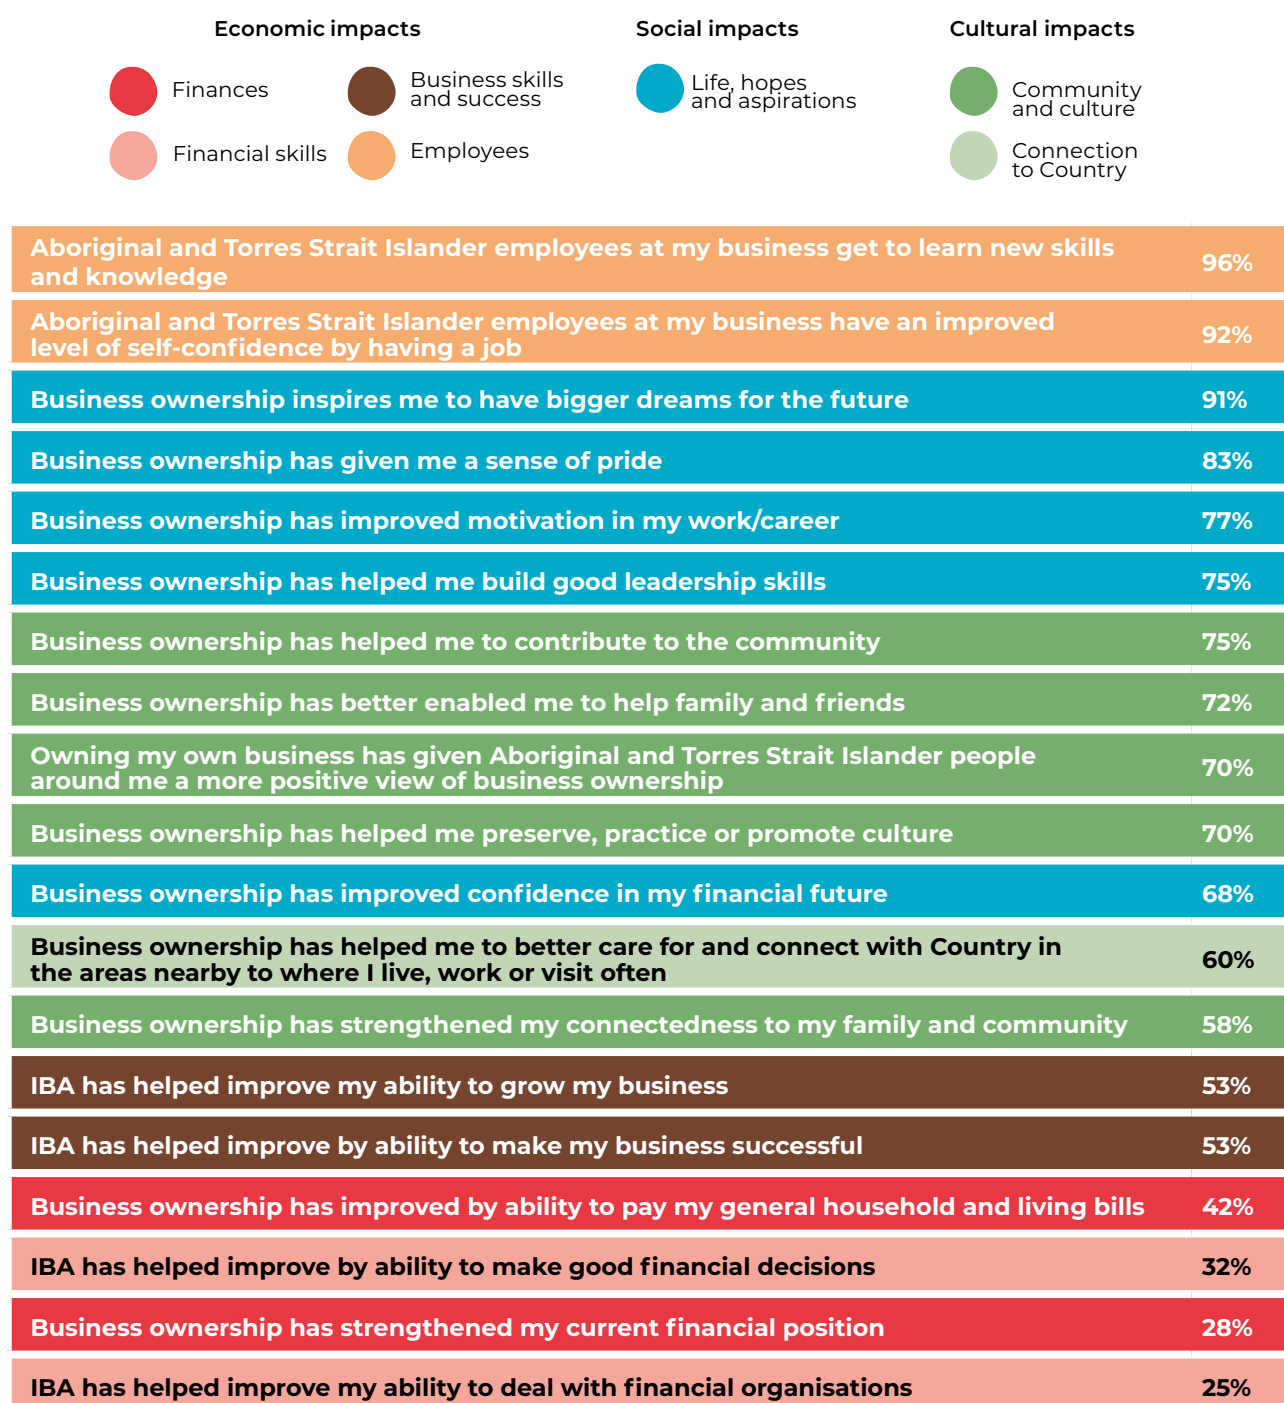 Economic impacts
Social impacts
Cultural impacts
Finances
Business skills
and success
Life, hopes
and aspirations
Community
and culture
Financial skills
Employees
Connection
to Country
Aboriginal and Torres Strait Islander employees at my business get to learn new skills
and knowledge
96%
Aboriginal and Torres Strait Islander employees at my business have an improved
level of self-confidence by having a job
92%
Business ownership inspires me to have bigger dreams for the future
91%
Business ownership has given me a sense of pride
83%
Business ownership has improved motivation in my work/career
77%
Business ownership has helped me build good leadership skills
75%
Business ownership has helped me to contribute to the community
75%
Business ownership has better enabled me to help family and friends
72%
Owning my own business has given Aboriginal and Torres Strait Islander people
around me a more positive view of business ownership
70%
Business ownership has helped me preserve, practice or promote culture
70%
Business ownership has improved confidence in my financial future
68%
Business ownership has helped me to better care for and connect with Country in
the areas nearby to where I live, work or visit often
60%
Business ownership has strengthened my connectedness to my family and community
58%
IBA has helped improve my ability to grow my business
53%
IBA has helped improve by ability to make my business successful
53%
Business ownership has improved by ability to pay my general household and living bills
42%
IBA has helped improve by ability to make good financial decisions
32%
Business ownership has strengthened my current financial position
28%
IBA has helped improve my ability to deal with financial organisations
25%